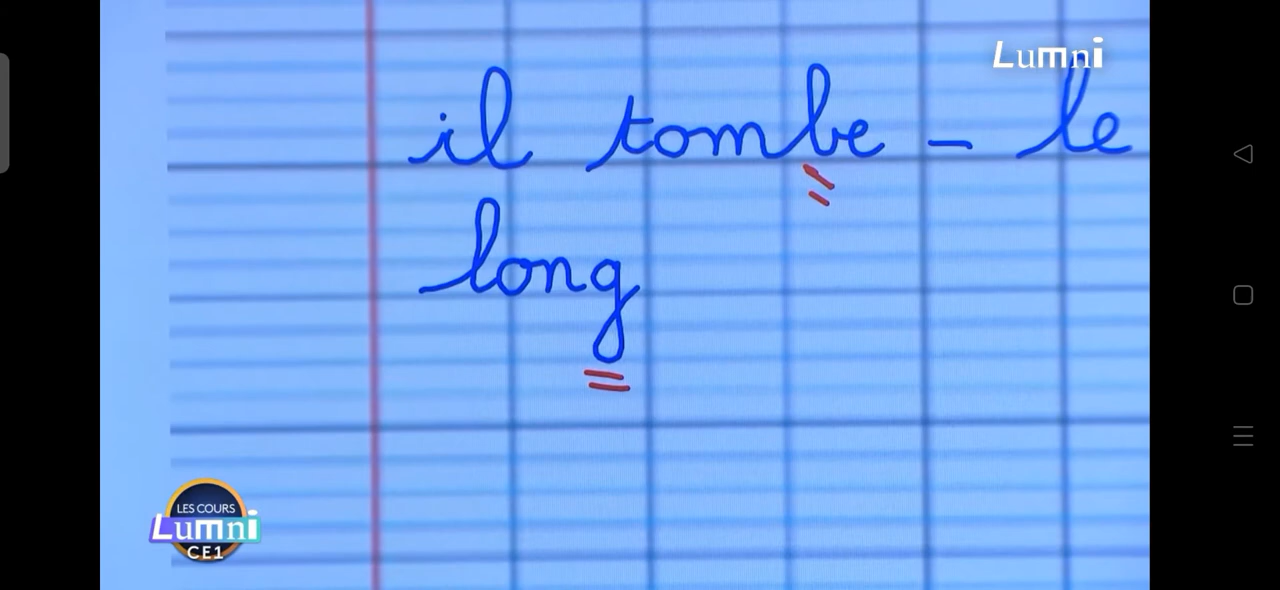 Lumni
il tombe - le
long
LES COURS
Lumni
CE1